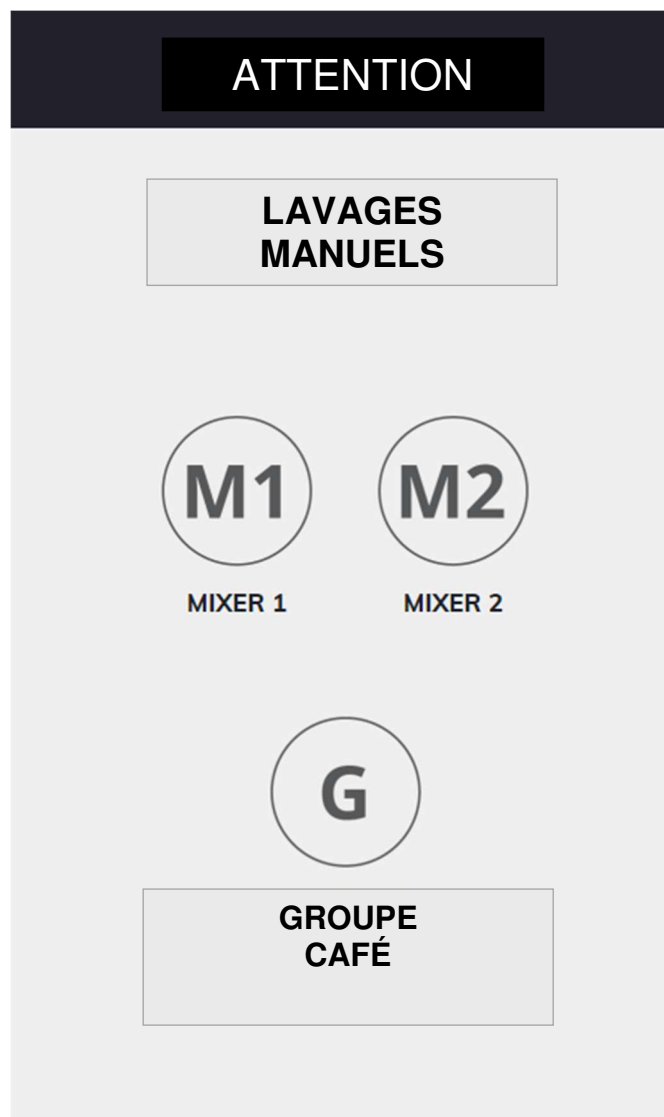 ATTENTION
LAVAGES
MANUELS
M1 M2
MIXER 1 MIXER 2
G
GROUPE
CAFÉ